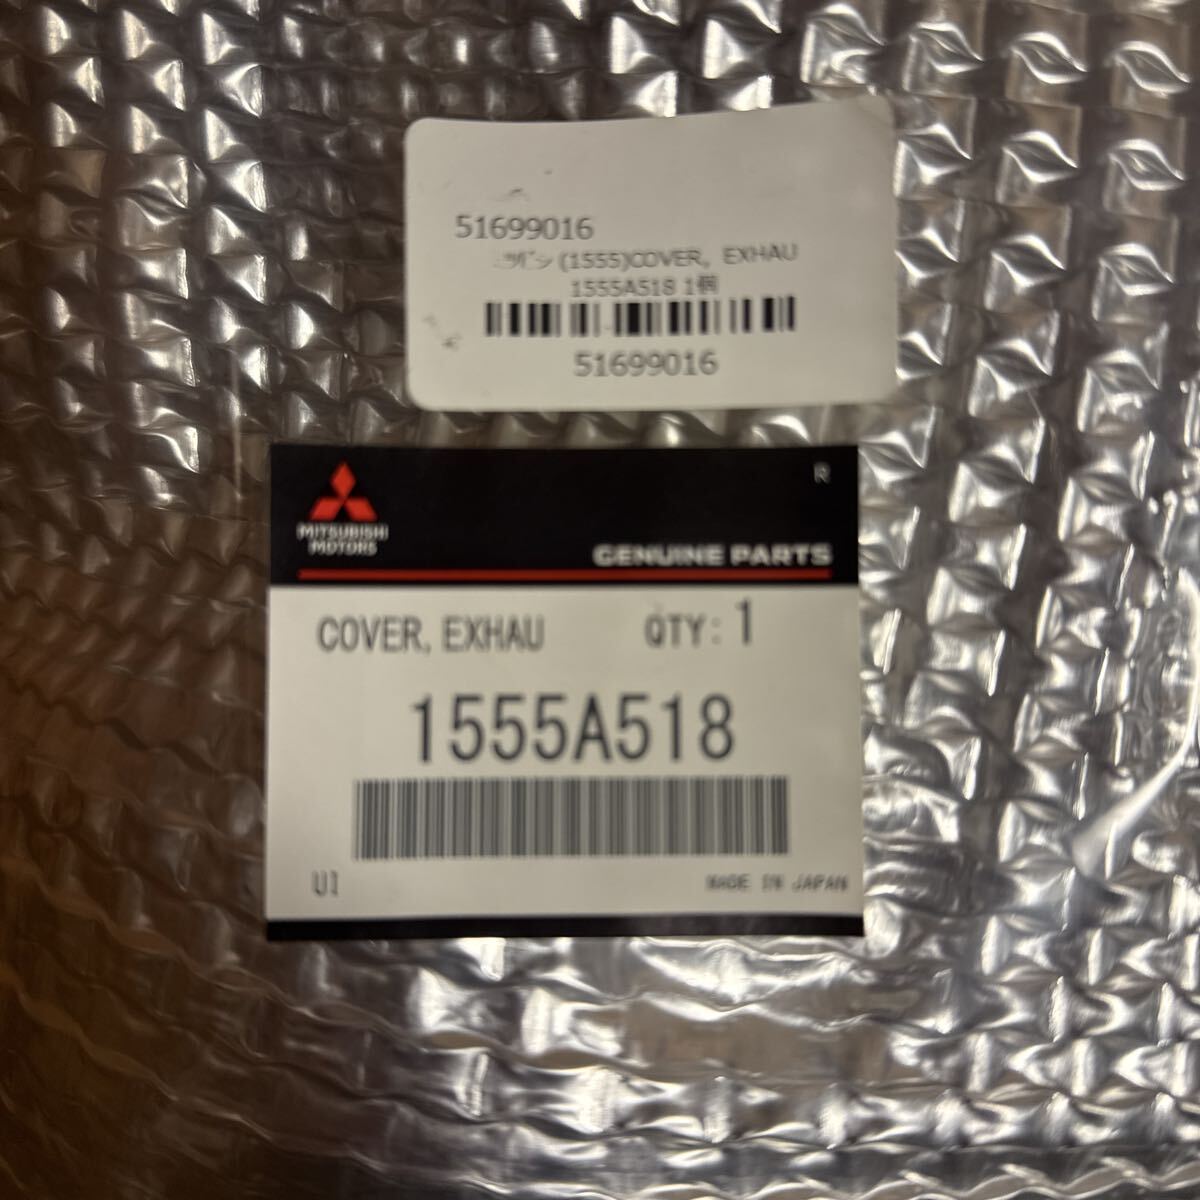 51699016
(1555)COVER, EXHAU
1555A518 1個
51699016
R
MITSUBISHI
MOTORS
GENUINE PARTS
COVER, EXHAU QTY: 1
1555A518
U1 MADE IN JAPAN